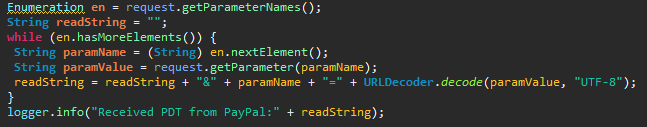 Enumeration en = request.getParameterNames();
String readString = "";
while (en.hasMoreElements()) {
String paramName = (String) en.nextElement();
String paramValue = request.getParameter(paramName);
readString = readString + "&" + paramName + "=" + URLDecoder.decode(paramValue, "UTF-8");
}
logger.info("Received PDT from PayPal:" + readString);